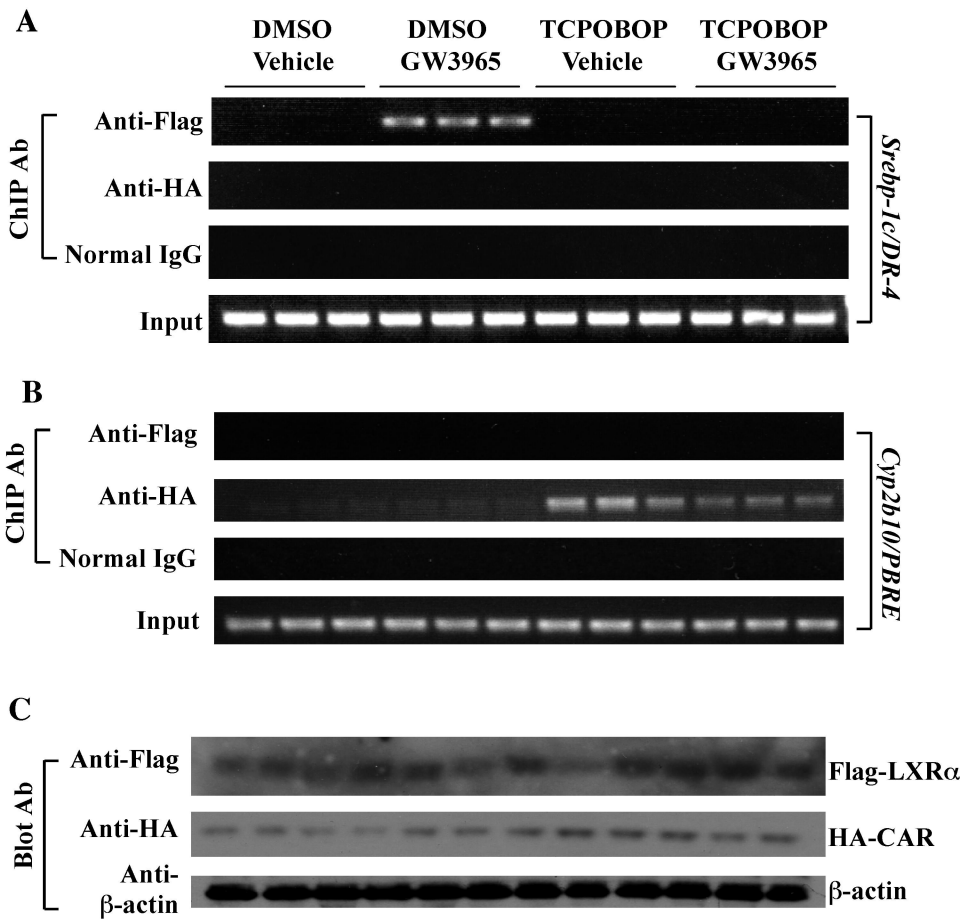 A
DMSO Vehicle
DMSO GW3965
TCPOBOP Vehicle
TCPOBOP GW3965
ChIP Ab
Anti-Flag
Anti-HA
Normal IgG
Input
Srebp-1c/DR-4
B
ChIP Ab
Anti-Flag
Anti-HA
Normal IgG
Input
Cyp2b10/PBRE
C
Blot Ab
Anti-Flag
Flag-LXRα
Anti-HA
HA-CAR
Anti-
β-actin
β-actin